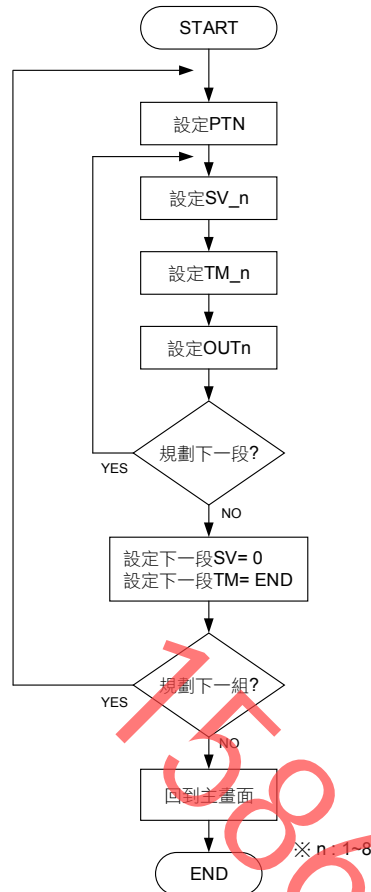 START
設定PTN
設定SV_n
設定TM_n
設定OUTn
規劃下一段?
YES
NO
設定下一段SV= 0
設定下一段TM= END
規劃下一組?
YES
NO
回到主畫面
END
※ n : 1~8